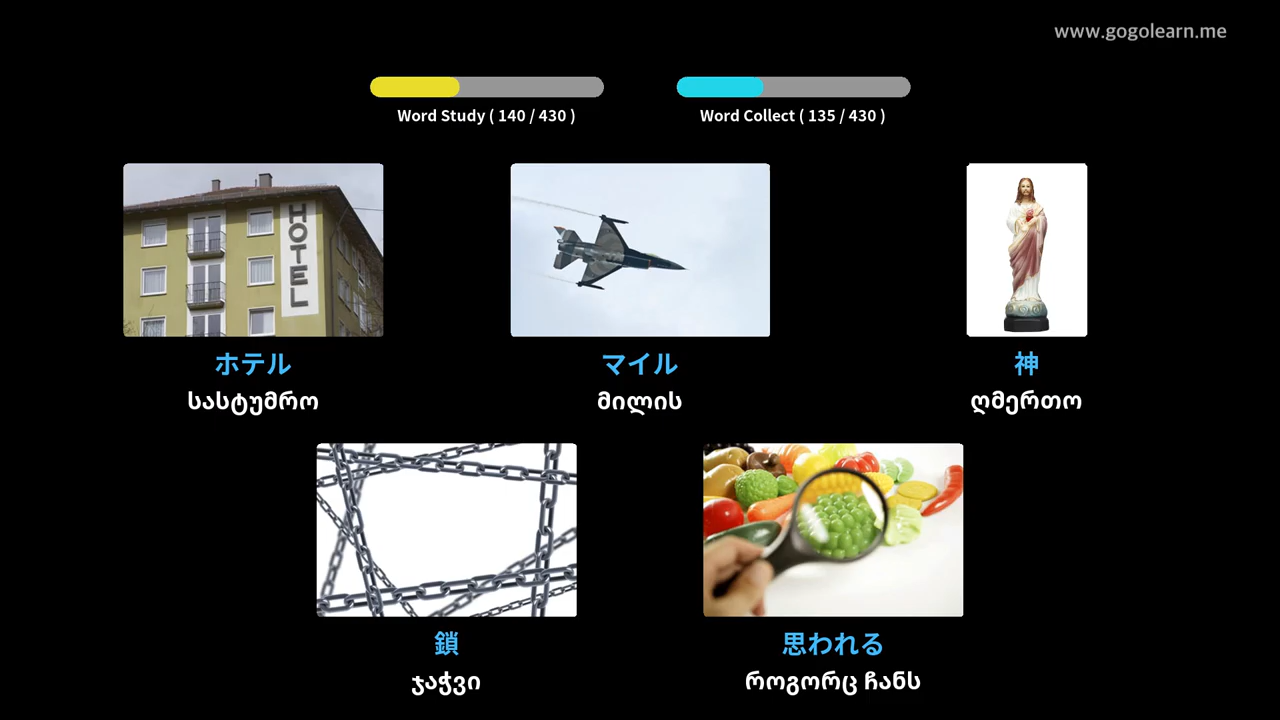 www.gogolearn.me
Word Study ( 140 / 430 )
Word Collect ( 135 / 430 )
HOTEL
ホテル
სასტუმრო
マイル
მილის
神
ღმერთო
鎖
ჯაჭვი
思われる
როგორც ჩანს